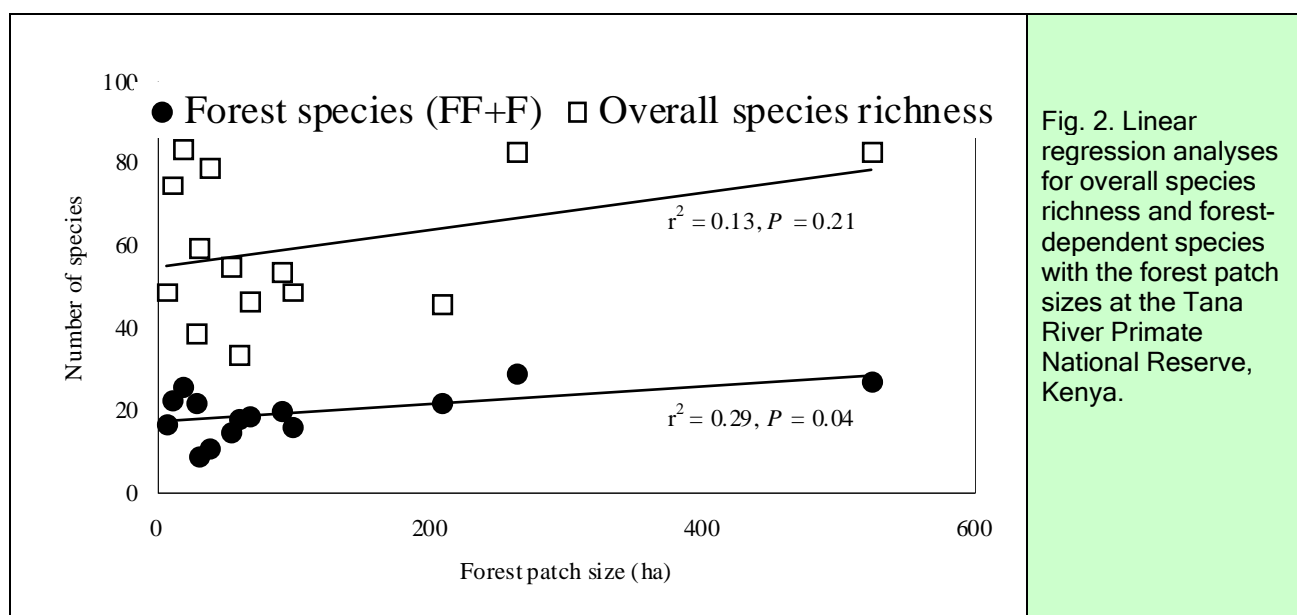 100
● Forest species (FF+F) □ Overall species richness
80
r² = 0.13, P = 0.21
60
Number of species
40
20
r² = 0.29, P = 0.04
0
0 200 400 600
Forest patch size (ha)
Fig. 2. Linear
regression analyses
for overall species
richness and forest-
dependent species
with the forest patch
sizes at the Tana
River Primate
National Reserve,
Kenya.